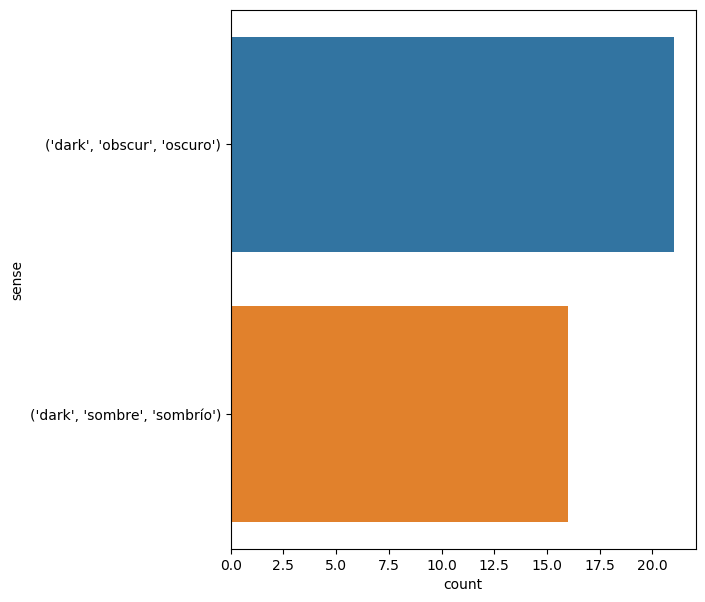 sense
('dark', 'obscur', 'oscuro')
('dark', 'sombre', 'sombrío')
0.0 2.5 5.0 7.5 10.0 12.5 15.0 17.5 20.0
count